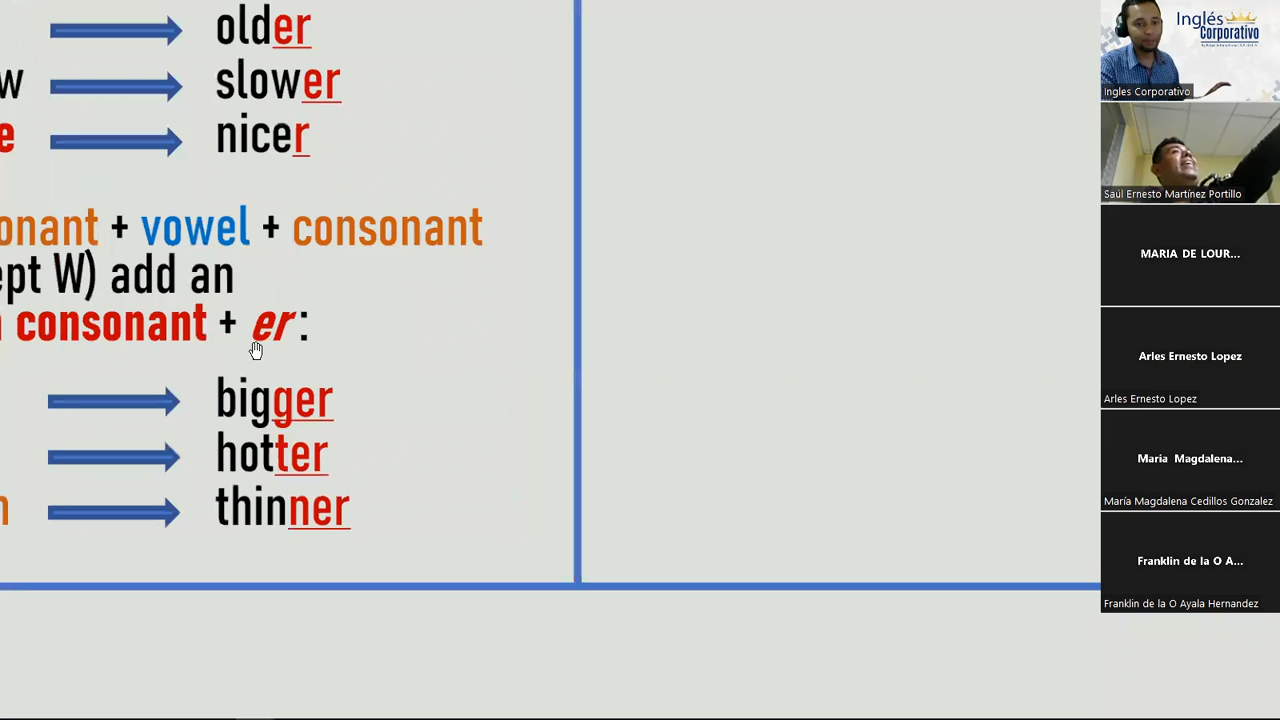 older
w slower
e nicer
onant + vowel + consonant
ept W) add an
consonant + er:
bigger
hotter
n thinner
Inglés
Corporativo
Ingles Corporativo
Saúl Ernesto Martínez Portillo
MARIA DE LOUR...
Arles Ernesto Lopez
Arles Ernesto Lopez
Maria Magdalena...
María Magdalena Cedillos Gonzalez
Franklin de la O A...
Franklin de la O Ayala Hernandez